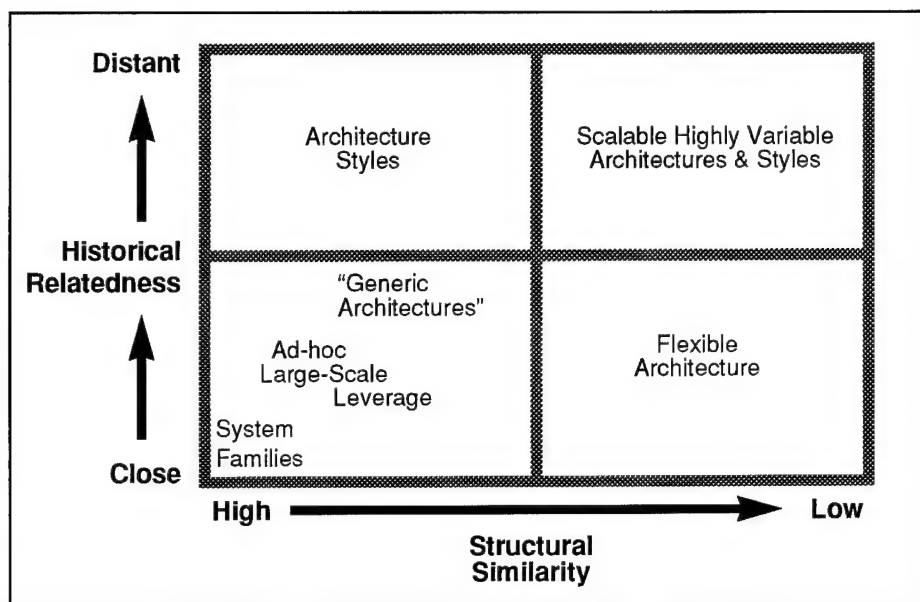 Distant
Architecture
Styles
Scalable Highly Variable
Architectures & Styles
Historical
Relatedness
"Generic
Architectures"
Ad-hoc
Large-Scale
Leverage
System
Families
Flexible
Architecture
Close
High
Low
Structural
Similarity